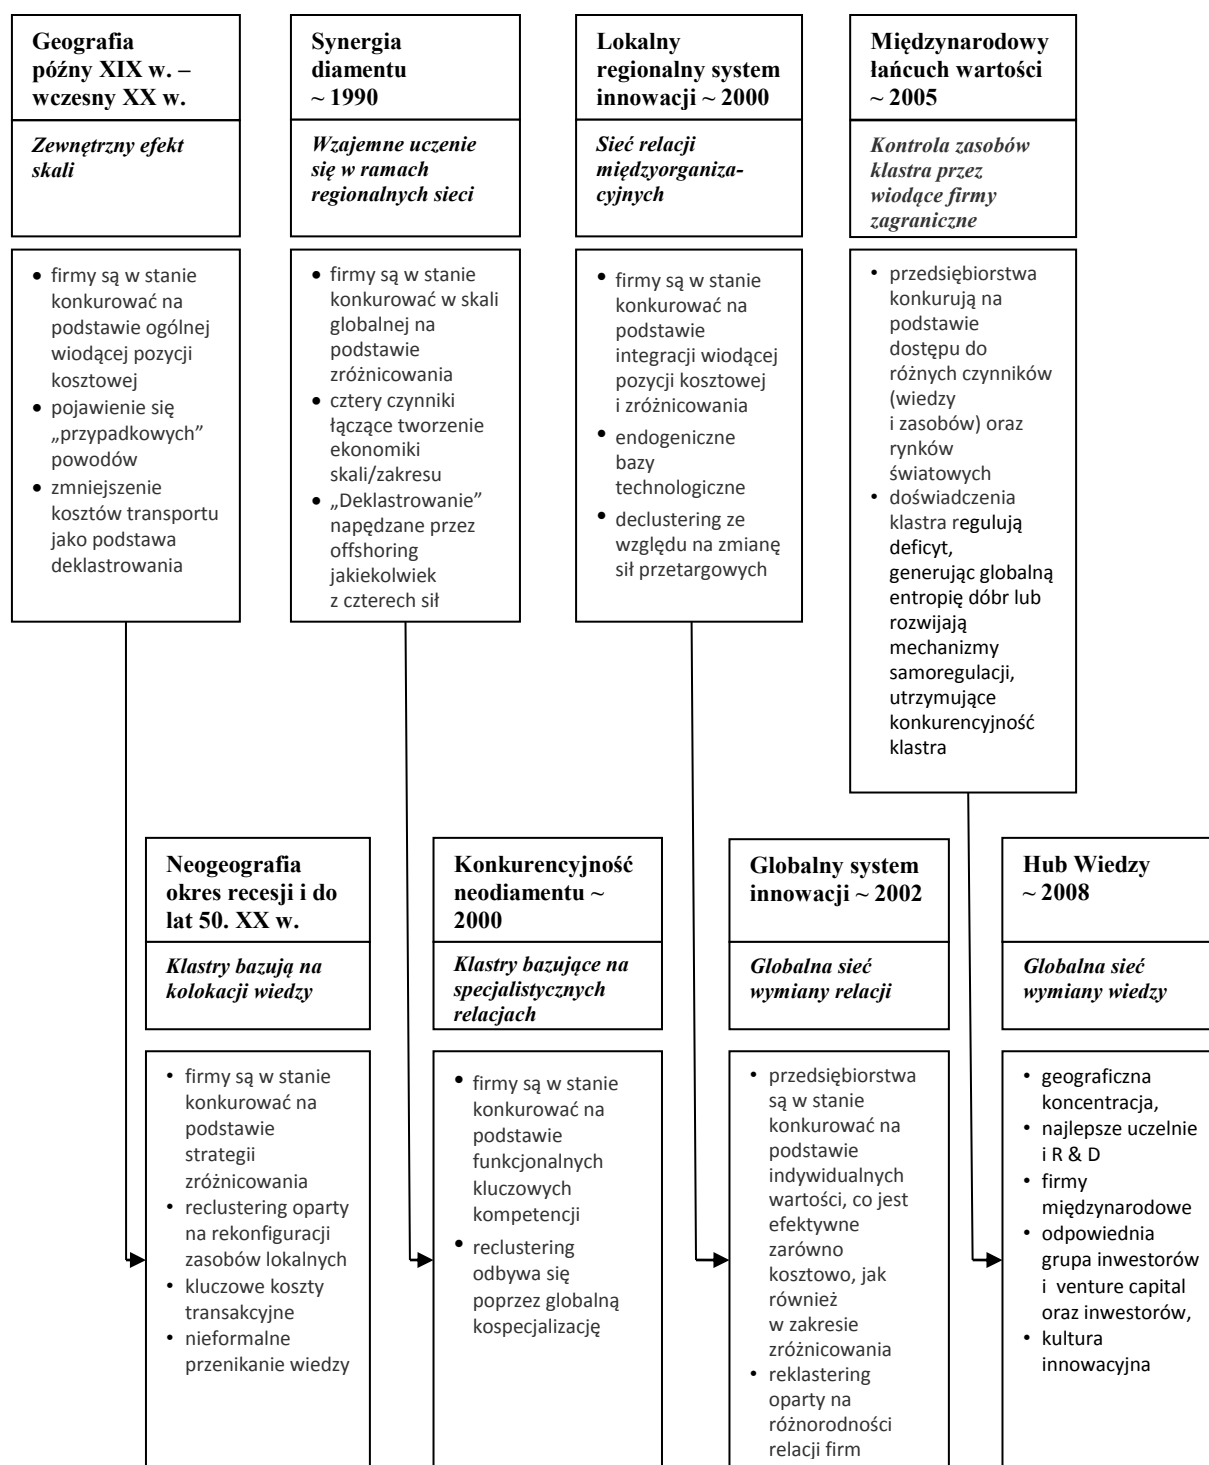 Geografia
późny XIX w. –
wczesny XX w.
Zewnętrzny efekt
skali
• firmy są w stanie
konkurować na
podstawie ogólnej
wiodącej pozycji
kosztowej
• pojawienie się
„przypadkowych”
powodów
• zmniejszenie
kosztów transportu
jako podstawa
deklastrowania
Synergia
diamentu
~ 1990
Wzajemne uczenie
się w ramach
regionalnych sieci
• firmy są w stanie
konkurować w skali
globalnej na
podstawie
zróżnicowania
• cztery czynniki
łączące tworzenie
ekonomiki
skali/zakresu
• „Deklastrowanie”
napędzane przez
offshoring
jakiekolwiek
z czterech sił
Lokalny
regionalny system
innowacji ~ 2000
Sieć relacji
międzyorganiza-
cyjnych
• firmy są w stanie
konkurować na
podstawie
integracji wiodącej
pozycji kosztowej
i zróżnicowania
• endogeniczne
bazy
technologiczne
• declustering ze
względu na zmianę
sił przetargowych
Międzynarodowy
łańcuch wartości
~ 2005
Kontrola zasobów
klastra przez
wiodące firmy
zagraniczne
• przedsiębiorstwa
konkurują na
podstawie
dostępu do
różnych czynników
(wiedzy
i zasobów) oraz
rynków
światowych
• doświadczenia
klastra regulują
deficyt,
generując globalną
entropię dóbr lub
rozwijają
mechanizmy
samoregulacji,
utrzymujące
konkurencyjność
klastra
Neogeografia
okres recesji i do
lat 50. XX w.
Klastry bazują na
kolokacji wiedzy
• firmy są w stanie
konkurować na
podstawie
strategii
zróżnicowania
• reclustering oparty
na rekonfiguracji
zasobów lokalnych
• kluczowe koszty
transakcyjne
• nieformalne
przenikanie wiedzy
Konkurencyjność
neodiamentu ~
2000
Klastry bazujące na
specjalistycznych
relacjach
• firmy są w stanie
konkurować na
podstawie
funkcjonalnych
kluczowych
kompetencji
• reclustering
odbywa się
poprzez globalną
kospecjalizację
Globalny system
innowacji ~ 2002
Globalna sieć
wymiany relacji
• przedsiębiorstwa
są w stanie
konkurować na
podstawie
indywidualnych
wartości, co jest
efektywne
zarówno
kosztowo, jak
również
w zakresie
zróżnicowania
• reklastering
oparty na
różnorodności
relacji firm
Hub Wiedzy
~ 2008
Globalna sieć
wymiany wiedzy
• geograficzna
koncentracja,
• najlepsze uczelnie
i R & D
• firmy
międzynarodowe
• odpowiednia
grupa inwestorów
i venture capital
oraz inwestorów,
• kultura
innowacyjna